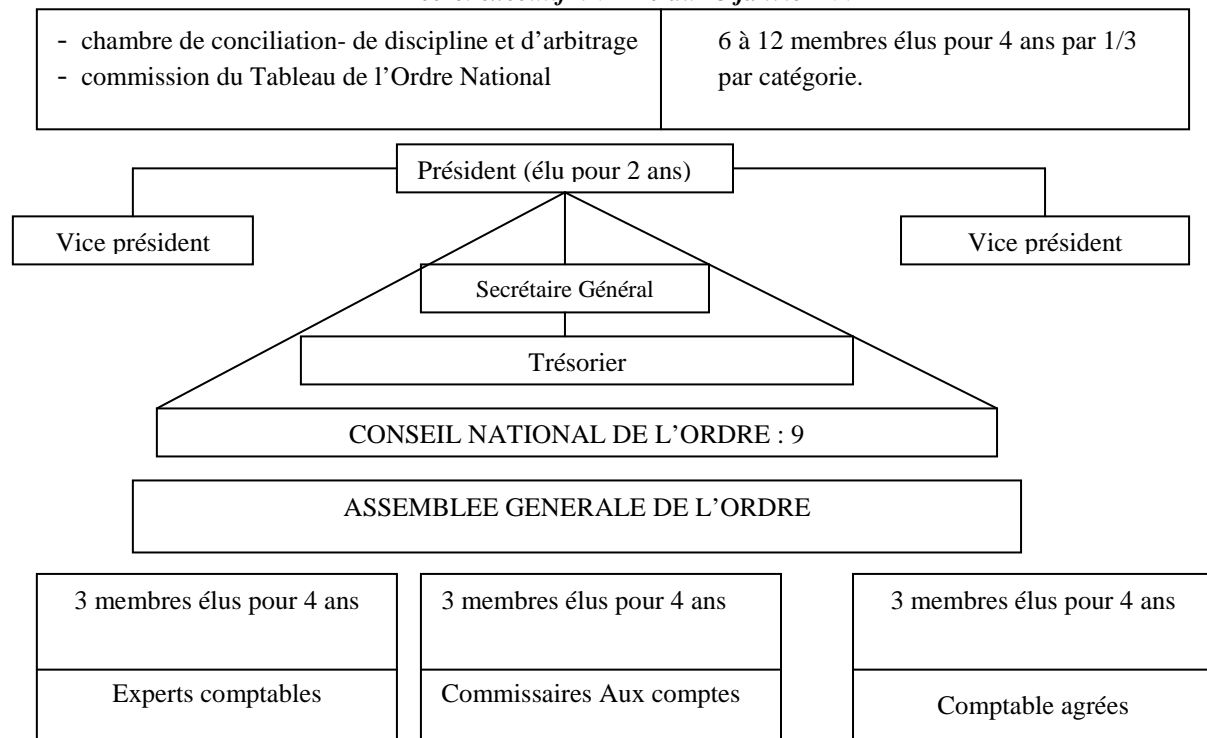 - chambre de conciliation- de discipline et d'arbitrage
- commission du Tableau de l'Ordre National
6 à 12 membres élus pour 4 ans par 1/3
par catégorie.
Président (élu pour 2 ans)
Vice président
Vice président
Secrétaire Général
Trésorier
CONSEIL NATIONAL DE L'ORDRE : 9
ASSEMBLEE GENERALE DE L'ORDRE
3 membres élus pour 4 ans
3 membres élus pour 4 ans
3 membres élus pour 4 ans
Experts comptables
Commissaires Aux comptes
Comptable agrées